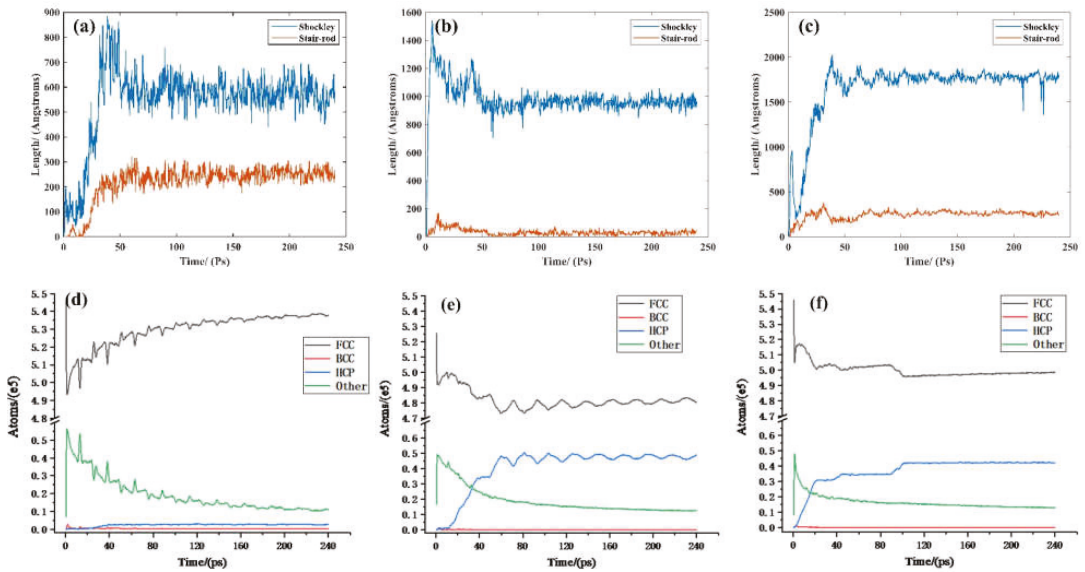 (a)
Shockley
Stair-rod
900
800
700
600
500
400
300
200
100
0
0 50 100 150 200 250
Length/ (Angstroms)
Time/ (Ps)
(b)
Shockley
Stair-rod
1600
1400
1200
1000
800
600
400
200
0
0 50 100 150 200 250
Length/ (Angstroms)
Time/ (Ps)
(c)
Shockley
Stair-rod
2500
2000
1500
1000
500
0
0 50 100 150 200 250
Length/ (Angstroms)
Time/ (Ps)
(d)
FCC
BCC
HCP
Other
5.5
5.4
5.3
5.2
5.1
5.0
4.9
0.6
0.5
0.4
0.3
0.2
0.1
0.0
0 40 80 120 160 200 240
Atoms/(e5)
Time/(ps)
(e)
FCC
BCC
HCP
Other
5.5
5.4
5.3
5.2
5.1
5.0
4.9
4.8
4.7
0.6
0.5
0.4
0.3
0.2
0.1
0.0
0 40 80 120 160 200 240
Atoms/(e5)
Time/(ps)
(f)
FCC
BCC
HCP
Other
5.5
5.4
5.3
5.2
5.1
5.0
4.9
4.8
4.7
0.6
0.5
0.4
0.3
0.2
0.1
0.0
0 40 80 120 160 200 240
Atoms/(e5)
Time/(ps)